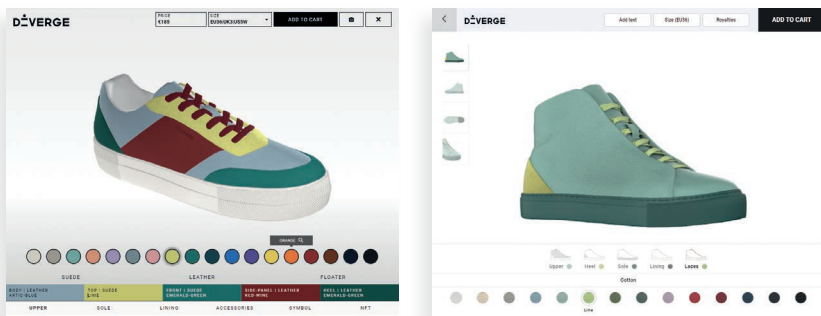 DIVERGE
PRICE
€185
SIZE
EU36|UK3|US5W
ADD TO CART
ORANGE
SUEDE
LEATHER
FLOATER
BODY | LEATHER
ARTIC-BLUE
TOP | SUEDE
LIME
FRONT | SUEDE
EMERALD-GREEN
SIDE-PANEL | LEATHER
RED WINE
HEEL | LEATHER
EMERALD-GREEN
UPPER
SOLE
LINING
ACCESSORIES
SYMBOL
NFT
DIVERGE
Add text
Size (EU36)
Royalties
ADD TO CART
Upper
Heel
Sole
Lining
Laces
Cotton
Lime